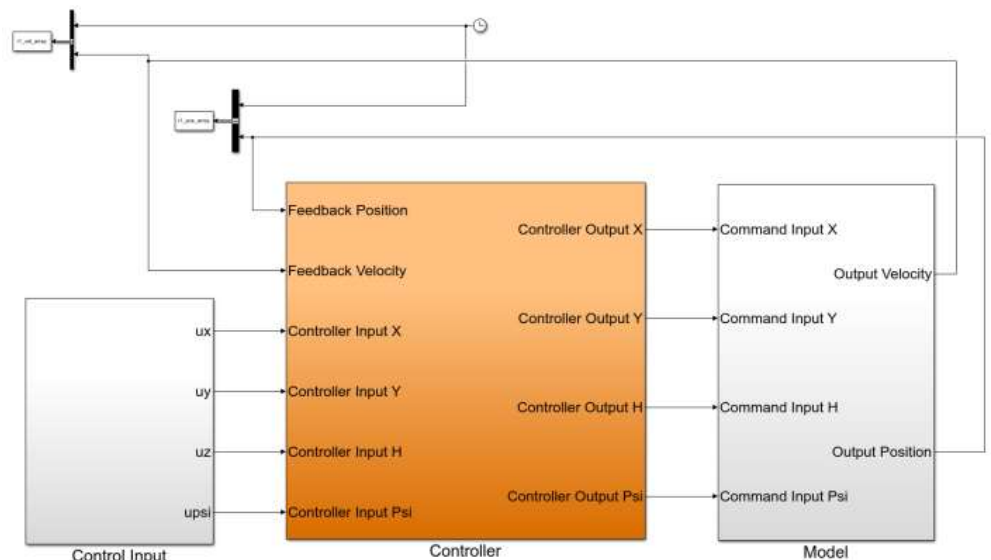 Feedback Position
Feedback Velocity
Controller Input X
Controller Input Y
Controller Input H
Controller Input Psi
Controller Output X
Controller Output Y
Controller Output H
Controller Output Psi
Controller
ux
uy
uz
upsi
Control Input
Command Input X
Command Input Y
Command Input H
Command Input Psi
Output Velocity
Output Position
Model